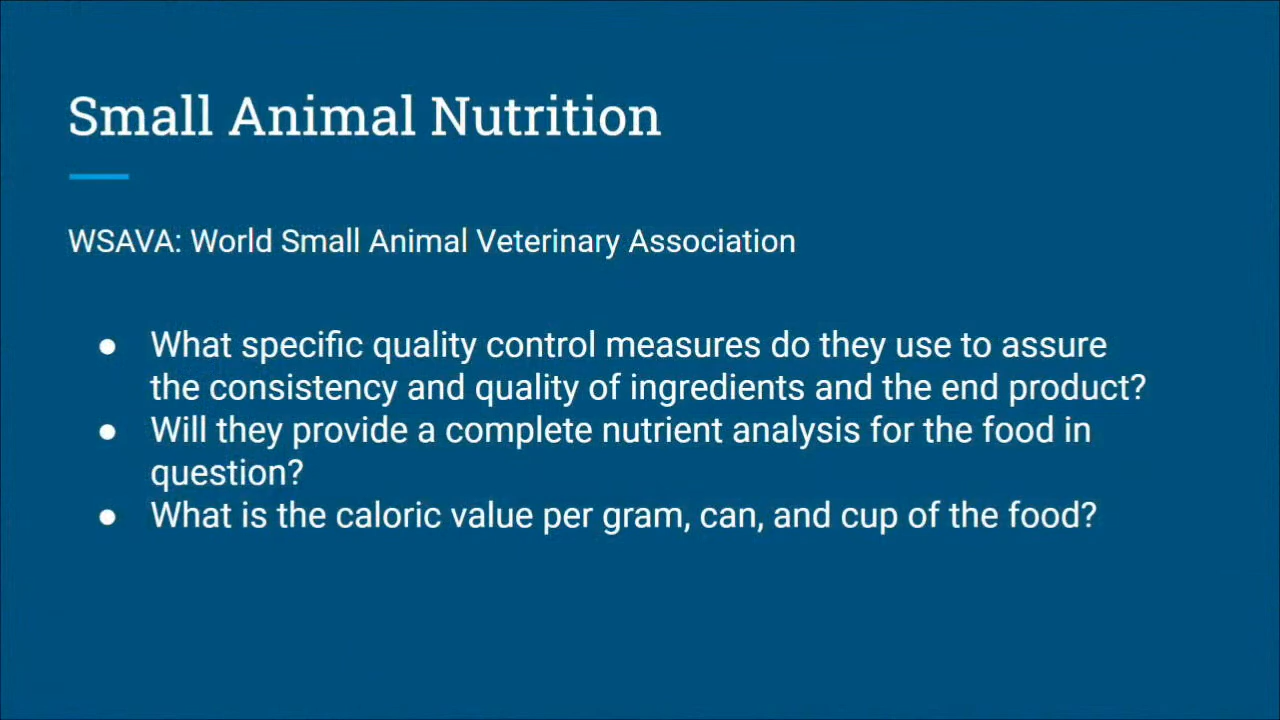 Small Animal Nutrition
WSAVA: World Small Animal Veterinary Association
● What specific quality control measures do they use to assure
the consistency and quality of ingredients and the end product?
● Will they provide a complete nutrient analysis for the food in
question?
● What is the caloric value per gram, can, and cup of the food?